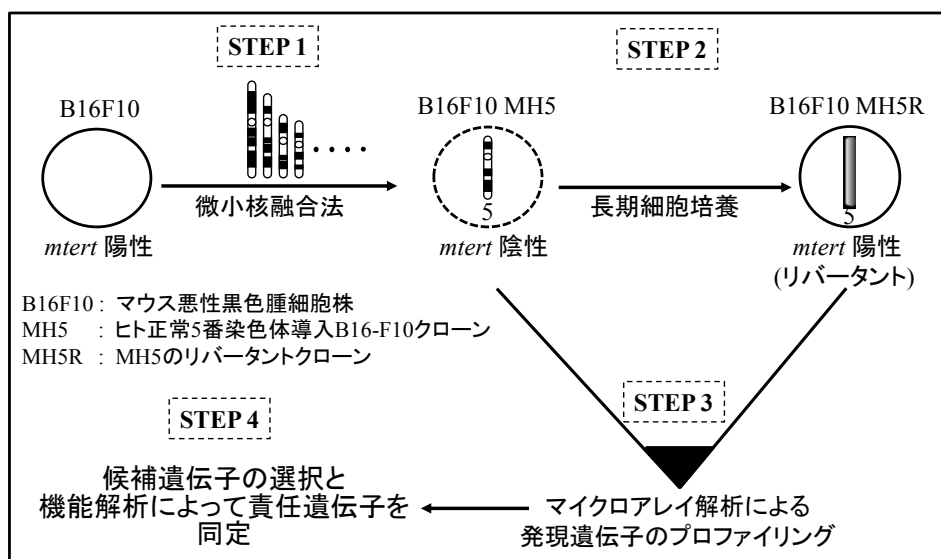 STEP 1
STEP 2
B16F10
B16F10 MH5
B16F10 MH5R
・・・・
微小核融合法
5
長期細胞培養
5
mtert 陽性
mtert 陰性
mtert 陽性
(リバータント)
B16F10 : マウス悪性黒色腫細胞株
MH5 : ヒト正常5番染色体導入B16-F10クローン
MH5R : MH5のリバータントクローン
STEP 3
STEP 4
候補遺伝子の選択と
機能解析によって責任遺伝子を
同定
マイクロアレイ解析による
発現遺伝子のプロファイリング